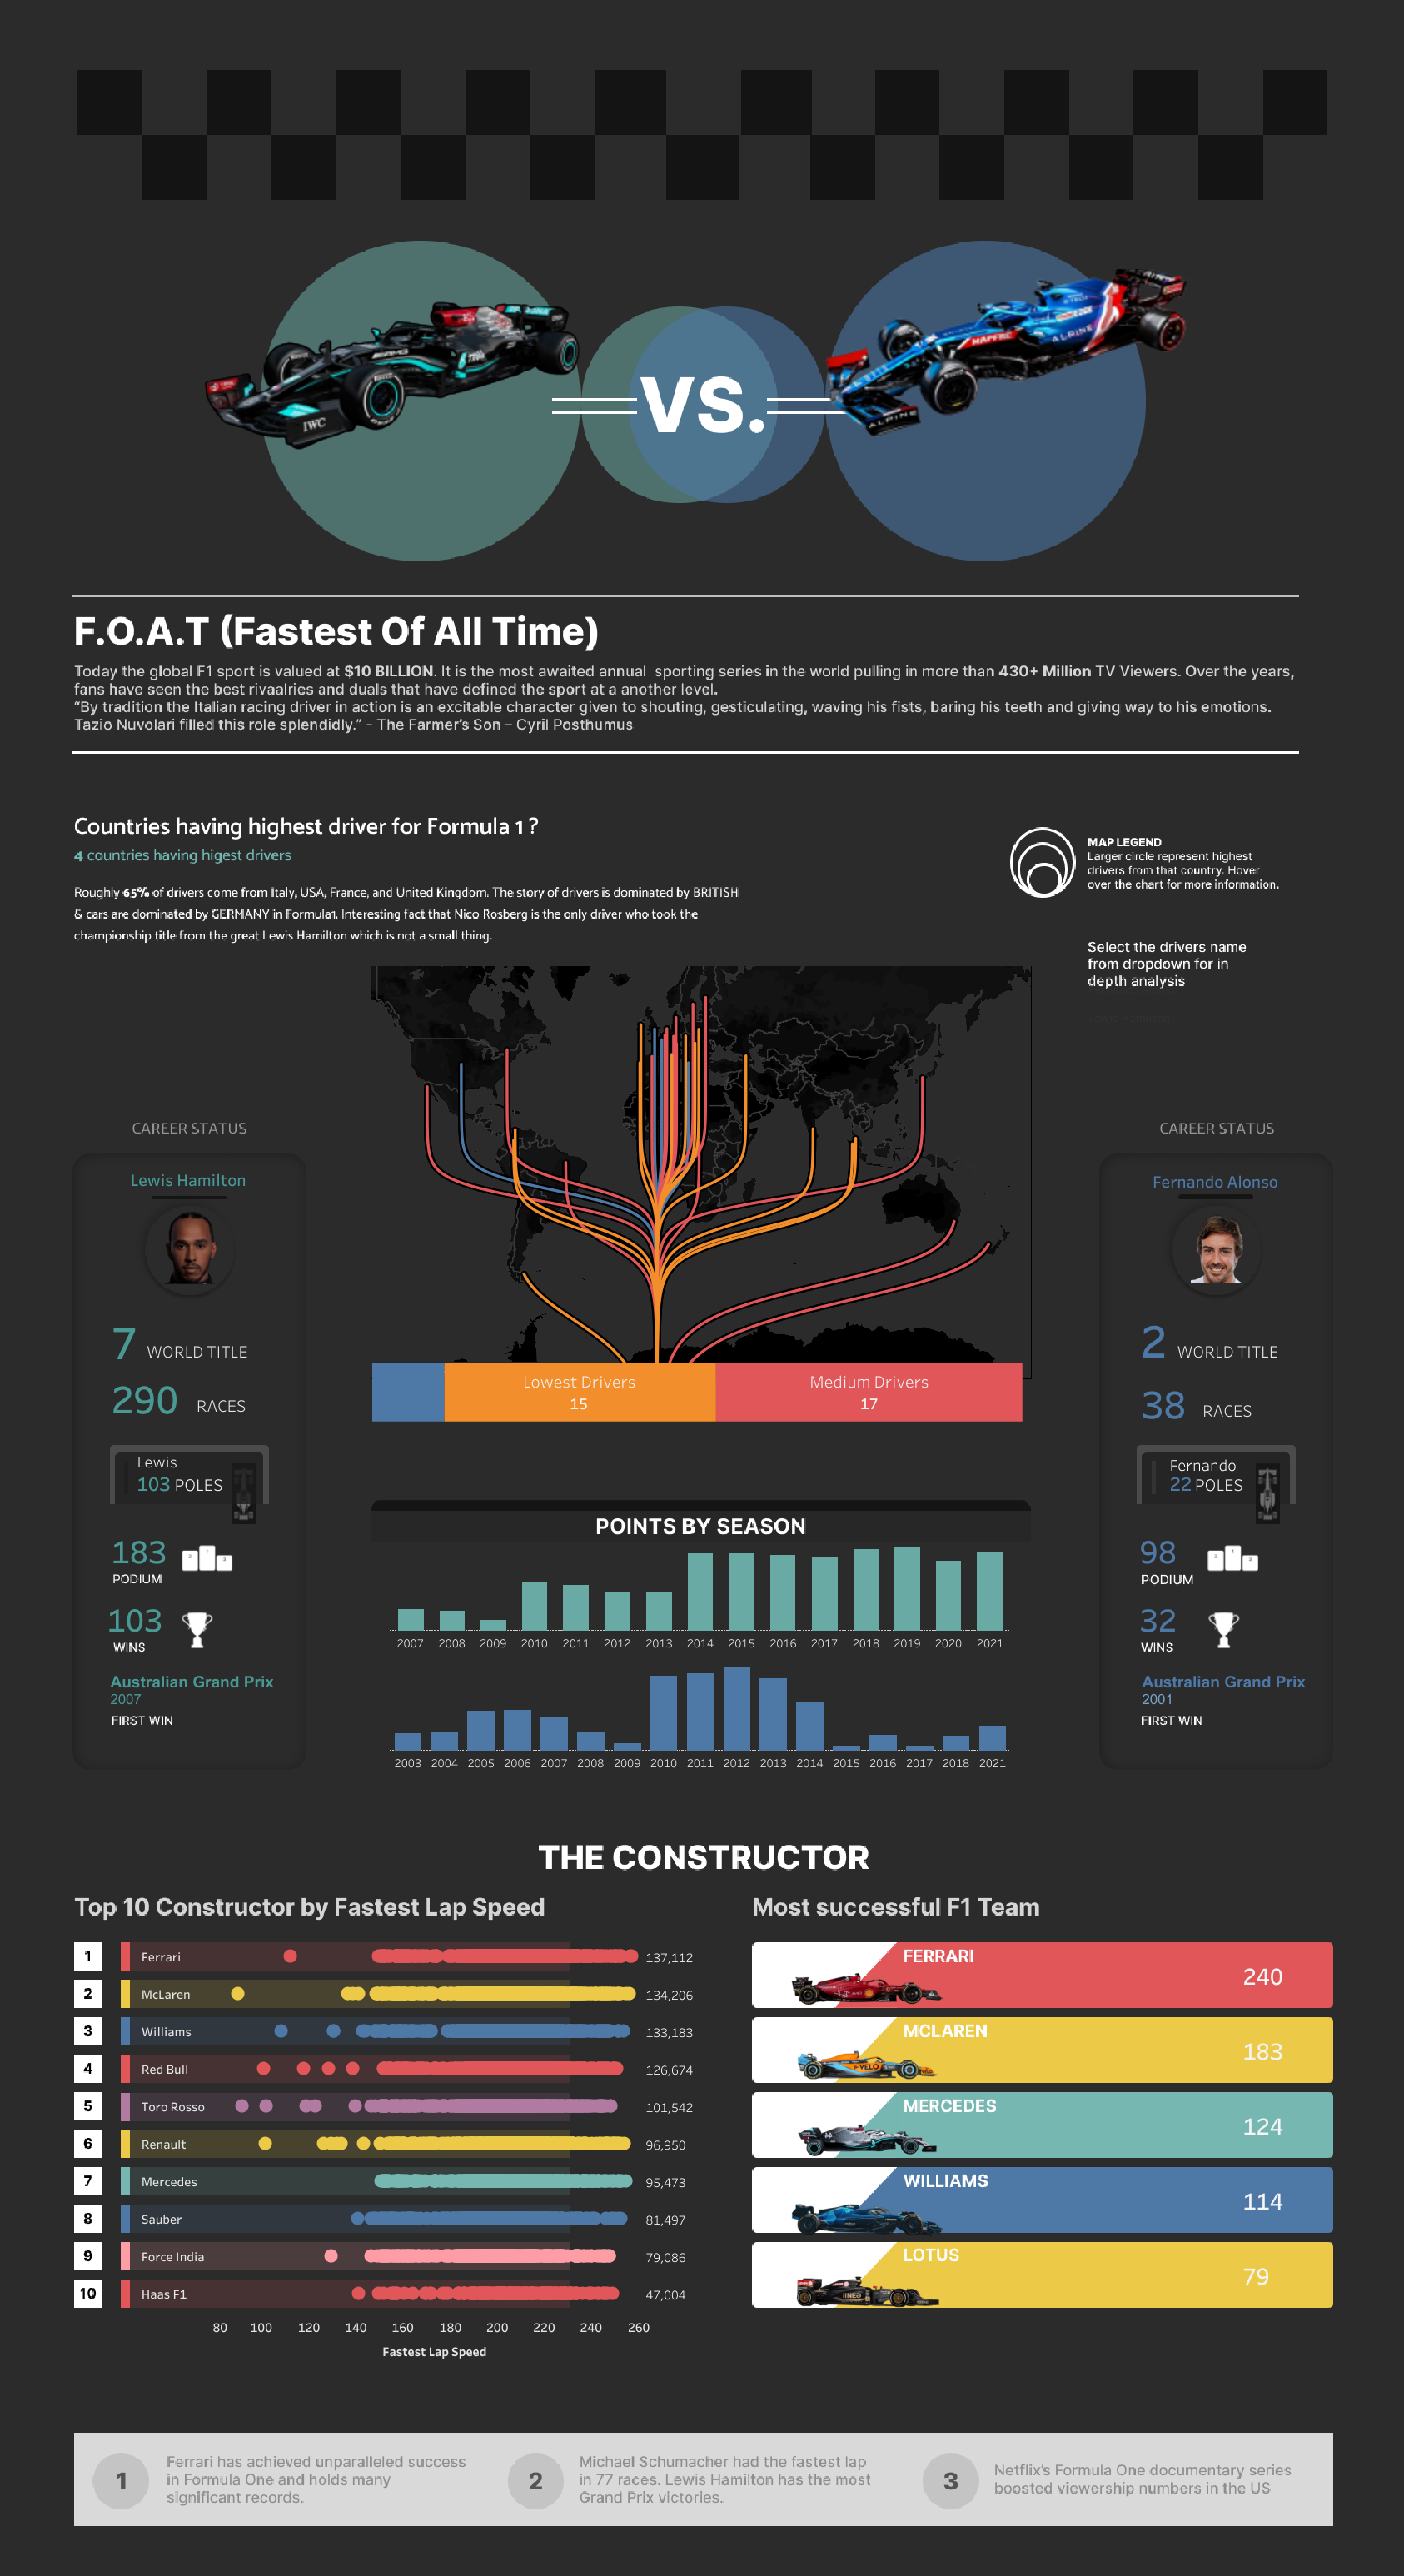 IWC
VS.
MAPFRE
ALPINE
ALPINE
F.O.A.T (Fastest Of All Time)
Today the global F1 sport is valued at $10 BILLION. It is the most awaited annual sporting series in the world pulling in more than 430+ Million TV Viewers. Over the years,
fans have seen the best rivaalries and duals that have defined the sport at a another level.
“By tradition the Italian racing driver in action is an excitable character given to shouting, gesticulating, waving his fists, baring his teeth and giving way to his emotions.
Tazio Nuvolari filled this role splendidly.” - The Farmer’s Son – Cyril Posthumus
Countries having highest driver for Formula 1 ?
4 countries having higest drivers
Roughly 65% of drivers come from Italy, USA, France, and United Kingdom. The story of drivers is dominated by BRITISH
& cars are dominated by GERMANY in Formula1. Interesting fact that Nico Rosberg is the only driver who took the
championship title from the great Lewis Hamilton which is not a small thing.
MAP LEGEND
Larger circle represent highest
drivers from that country. Hover
over the chart for more information.
Select the drivers name
from dropdown for in
depth analysis
CAREER STATUS
Lewis Hamilton
7 WORLD TITLE
290 RACES
Lewis
103 POLES
183
PODIUM
103
WINS
Australian Grand Prix
2007
FIRST WIN
Lowest Drivers
15
Medium Drivers
17
POINTS BY SEASON
2007 2008 2009 2010 2011 2012 2013 2014 2015 2016 2017 2018 2019 2020 2021
2003 2004 2005 2006 2007 2008 2009 2010 2011 2012 2013 2014 2015 2016 2017 2018 2021
CAREER STATUS
Fernando Alonso
2 WORLD TITLE
38 RACES
Fernando
22 POLES
98
PODIUM
32
WINS
Australian Grand Prix
2001
FIRST WIN
THE CONSTRUCTOR
Top 10 Constructor by Fastest Lap Speed
1 Ferrari 137,112
2 McLaren 134,206
3 Williams 133,183
4 Red Bull 126,674
5 Toro Rosso 101,542
6 Renault 96,950
7 Mercedes 95,473
8 Sauber 81,497
9 Force India 79,086
10 Haas F1 47,004
80 100 120 140 160 180 200 220 240 260
Fastest Lap Speed
Most successful F1 Team
FERRARI
240
MCLAREN
183
MERCEDES
124
WILLIAMS
114
LOTUS
79
1
Ferrari has achieved unparalleled success
in Formula One and holds many
significant records.
2
Michael Schumacher had the fastest lap
in 77 races. Lewis Hamilton has the most
Grand Prix victories.
3
Netflix’s Formula One documentary series
boosted viewership numbers in the US